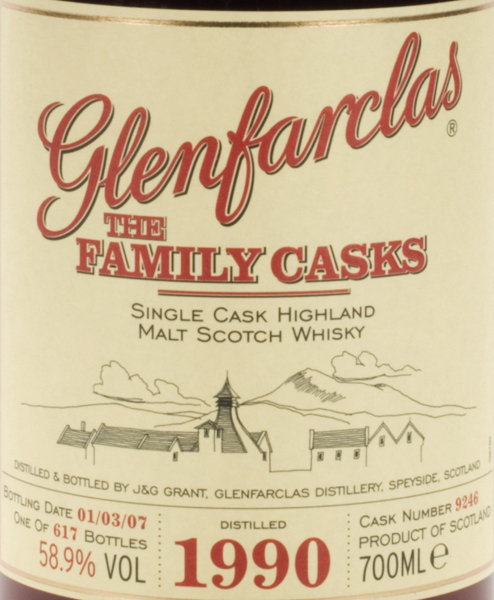 Glenfarclas ®
THE
FAMILY CASKS
SINGLE CASK HIGHLAND
MALT SCOTCH WHISKY
DISTILLED & BOTTLED BY J&G GRANT, GLENFARCLAS DISTILLERY, SPEYSIDE, SCOTLAND
BOTTLING DATE 01/03/07
ONE OF 617 BOTTLES
58.9% VOL
DISTILLED
1990
CASK NUMBER 9246
PRODUCT OF SCOTLAND
700ML ℮